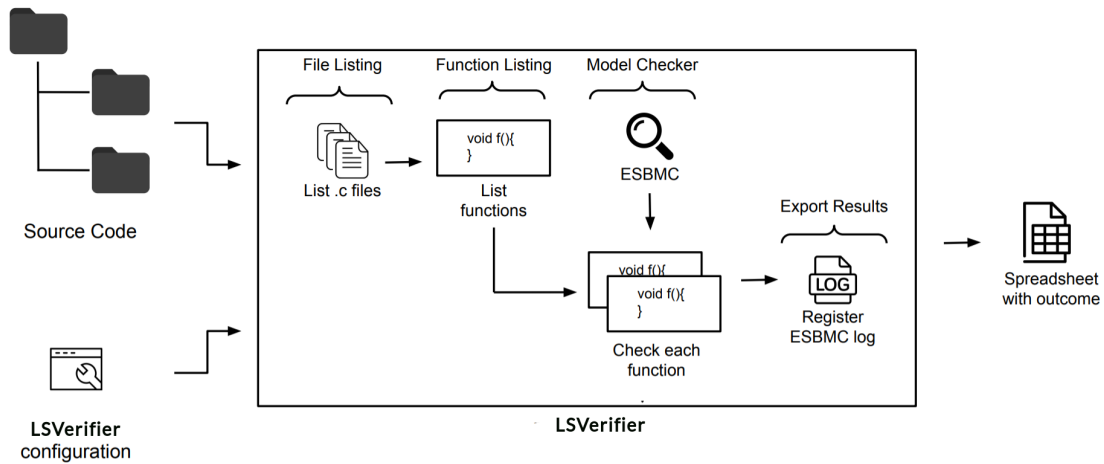 Source Code
LSVerifier
configuration
File Listing
List .c files
Function Listing
void f(){
}
List
functions
Model Checker
ESBMC
void f(){
void f(){
}
Check each
function
Export Results
LOG
Register
ESBMC log
LSVerifier
Spreadsheet
with outcome